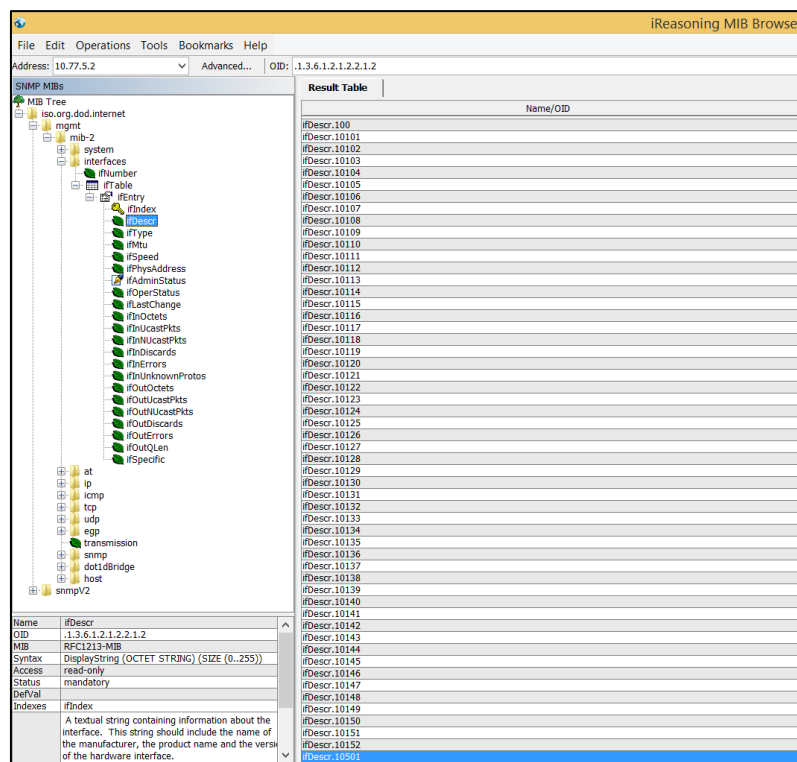 iReasoning MIB Browse
File Edit Operations Tools Bookmarks Help
Address: 10.77.5.2 Advanced... OID: .1.3.6.1.2.1.2.2.1.2
SNMP MIBs
MIB Tree
iso.org.dod.internet
mgmt
mib-2
system
interfaces
ifNumber
ifTable
ifEntry
ifIndex
ifDescr
ifType
ifMtu
ifSpeed
ifPhysAddress
ifAdminStatus
ifOperStatus
ifLastChange
ifInOctets
ifInUcastPkts
ifInNUcastPkts
ifInDiscards
ifInErrors
ifInUnknownProtos
ifOutOctets
ifOutUcastPkts
ifOutNUcastPkts
ifOutDiscards
ifOutErrors
ifOutQLen
ifSpecific
at
ip
icmp
tcp
udp
egp
transmission
snmp
dot1dBridge
host
snmpV2
Name ifDescr
OID .1.3.6.1.2.1.2.2.1.2
MIB RFC1213-MIB
Syntax DisplayString (OCTET STRING) (SIZE (0..255))
Access read-only
Status mandatory
DefVal
Indexes ifIndex
A textual string containing information about the
interface. This string should include the name of
the manufacturer, the product name and the versi
of the hardware interface.
Result Table
Name/OID
ifDescr.100
ifDescr.10101
ifDescr.10102
ifDescr.10103
ifDescr.10104
ifDescr.10105
ifDescr.10106
ifDescr.10107
ifDescr.10108
ifDescr.10109
ifDescr.10110
ifDescr.10111
ifDescr.10112
ifDescr.10113
ifDescr.10114
ifDescr.10115
ifDescr.10116
ifDescr.10117
ifDescr.10118
ifDescr.10119
ifDescr.10120
ifDescr.10121
ifDescr.10122
ifDescr.10123
ifDescr.10124
ifDescr.10125
ifDescr.10126
ifDescr.10127
ifDescr.10128
ifDescr.10129
ifDescr.10130
ifDescr.10131
ifDescr.10132
ifDescr.10133
ifDescr.10134
ifDescr.10135
ifDescr.10136
ifDescr.10137
ifDescr.10138
ifDescr.10139
ifDescr.10140
ifDescr.10141
ifDescr.10142
ifDescr.10143
ifDescr.10144
ifDescr.10145
ifDescr.10146
ifDescr.10147
ifDescr.10148
ifDescr.10149
ifDescr.10150
ifDescr.10151
ifDescr.10152
ifDescr.10501